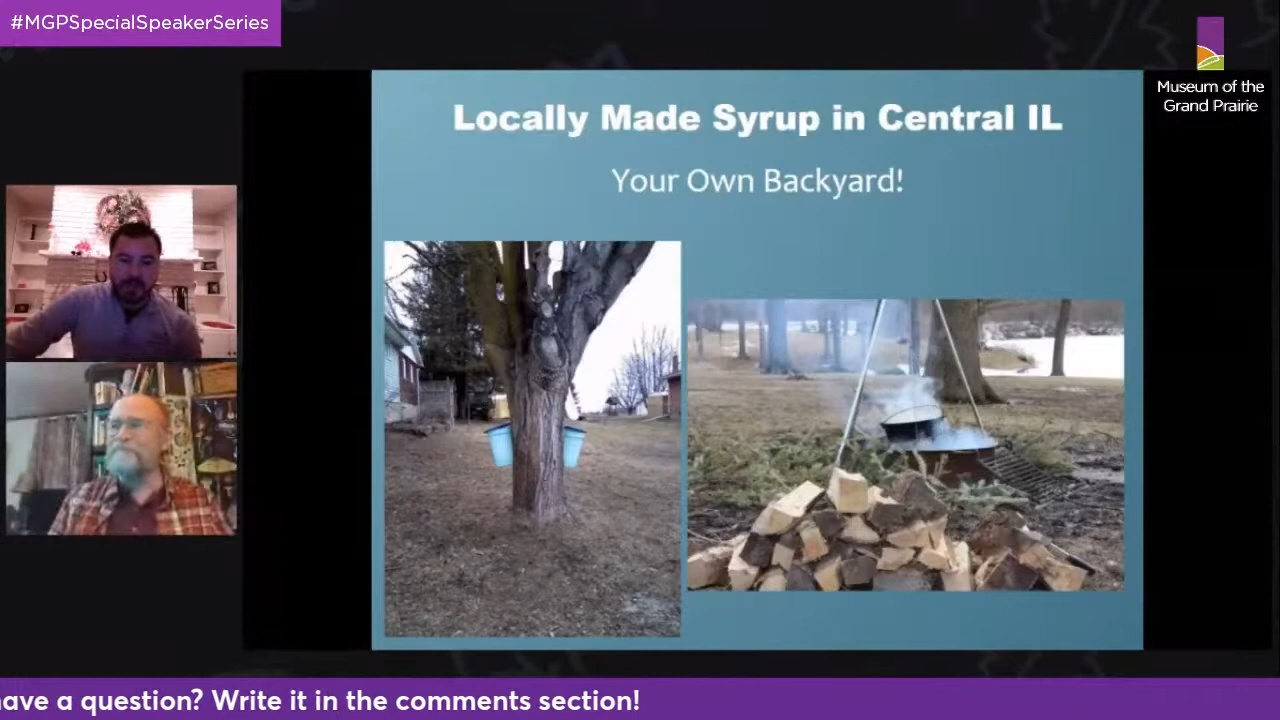 #MGPSpecialSpeakerSeries
Museum of the
Grand Prairie
Locally Made Syrup in Central IL
Your Own Backyard!
ave a question? Write it in the comments section!